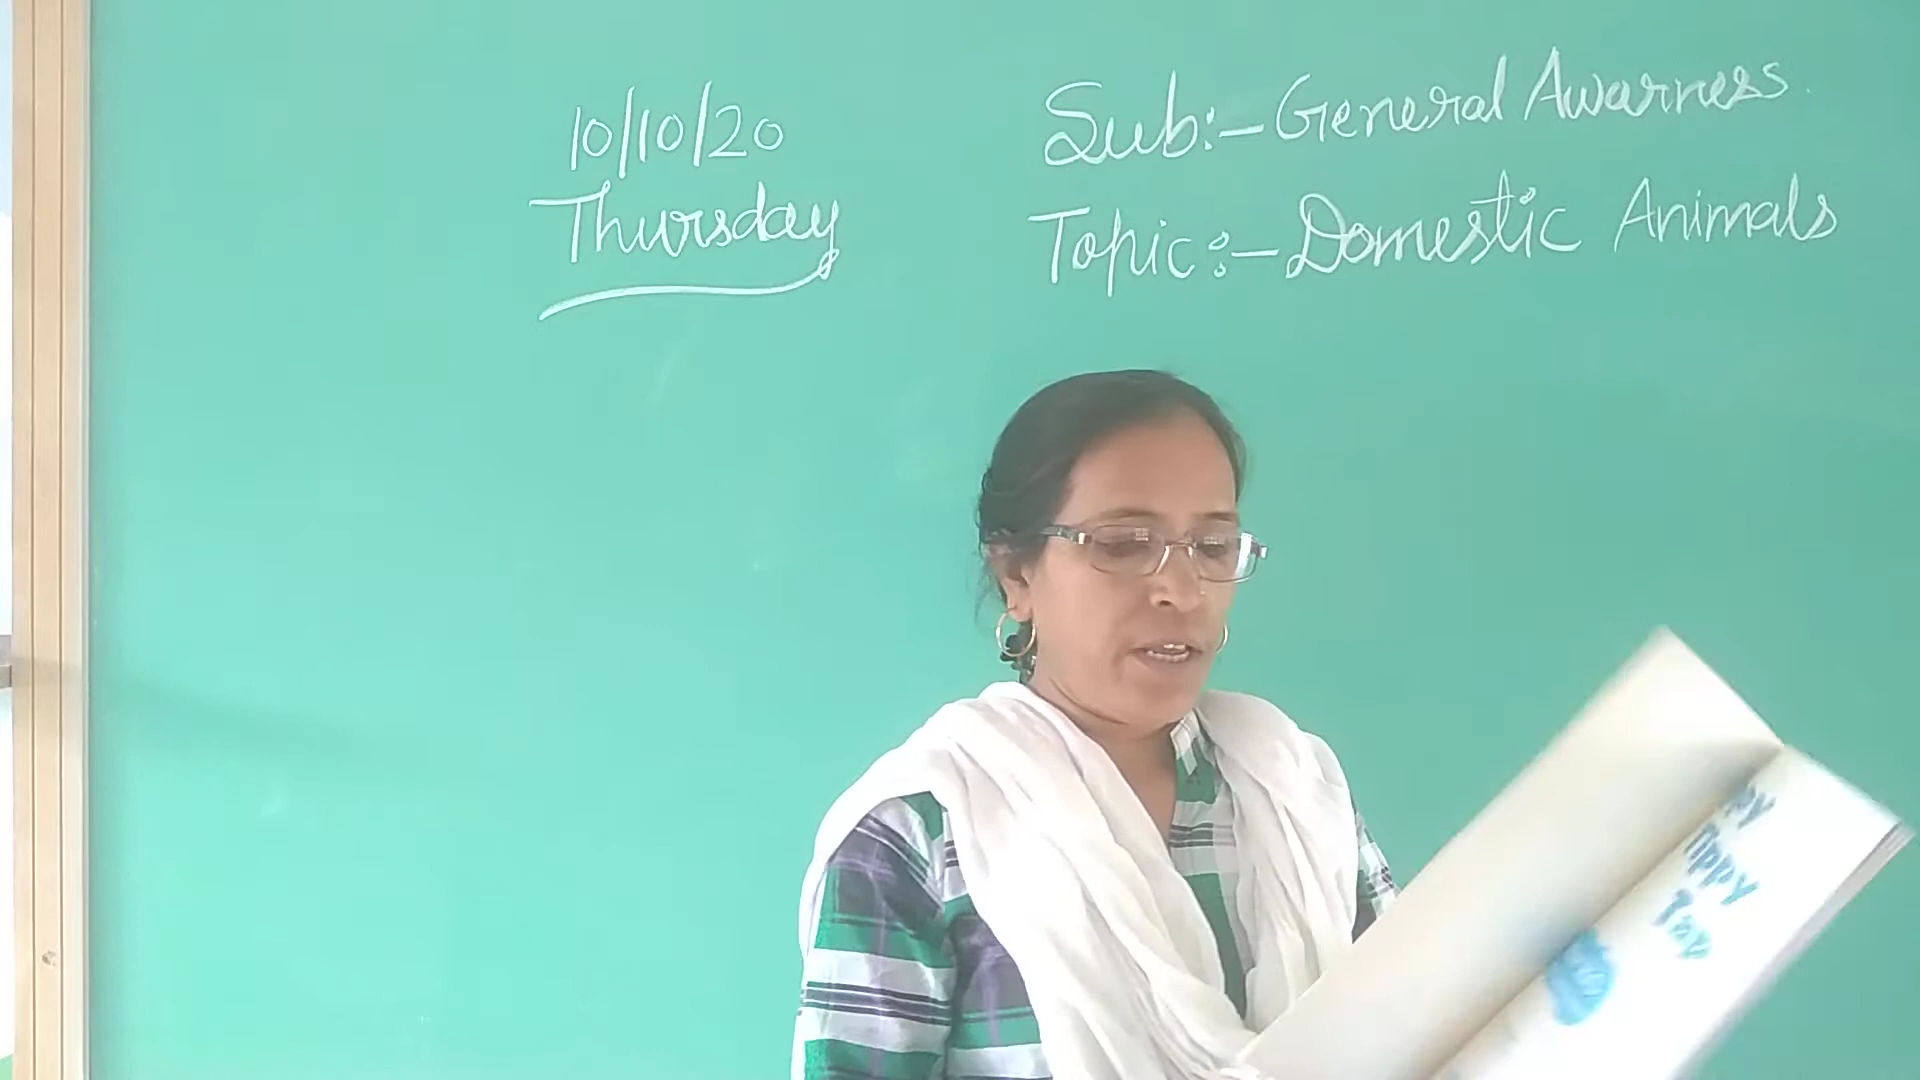 10/10/20
Thursday
Sub:- General Awarness.
Topic:- Domestic Animals